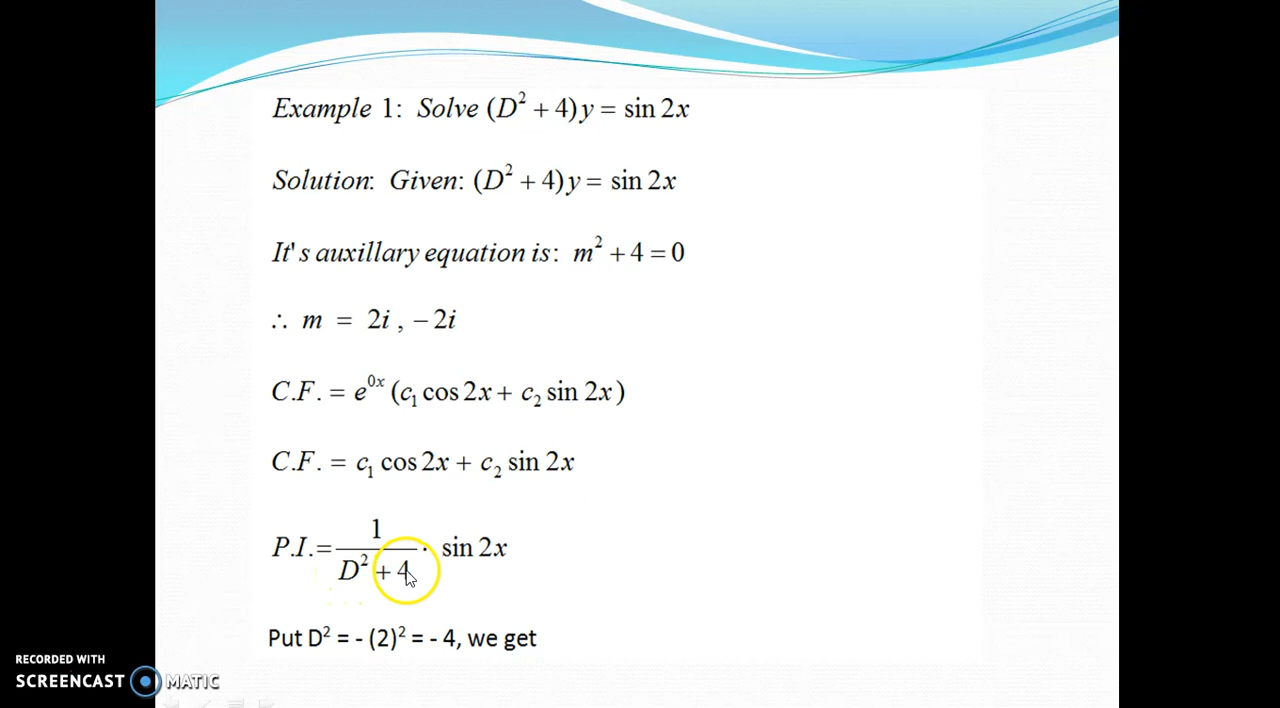 Example 1: Solve (D² + 4)y = sin 2x
Solution: Given: (D² + 4)y = sin 2x
It's auxillary equation is: m² + 4 = 0
∴ m = 2i , − 2i
C.F. = e⁰ˣ (c₁ cos 2x + c₂ sin 2x)
C.F. = c₁ cos 2x + c₂ sin 2x
P.I. = 1 / (D² + 4) · sin 2x
Put D² = - (2)² = - 4, we get
RECORDED WITH
SCREENCAST MATIC